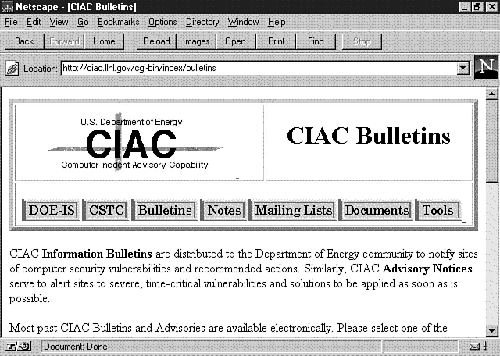 Netscape - [CIAC Bulletins]
File Edit View Go Bookmarks Options Directory Window Help
Back Forward Home Reload Images Open Print Find Stop
Location: http://ciac.llnl.gov/cgi-bin/index/bulletins
N
U.S. Department of Energy
CIAC
Computer Incident Advisory Capability
CIAC Bulletins
DOE-IS CSTC Bulletins Notes Mailing Lists Documents Tools
CIAC Information Bulletins are distributed to the Department of Energy community to notify sites
of computer security vulnerabilities and recommended actions. Similarly, CIAC Advisory Notices
serve to alert sites to severe, time-critical vulnerabilities and solutions to be applied as soon as is
possible.
Most past CIAC Bulletins and Advisories are available electronically. Please select one of the
Document: Done